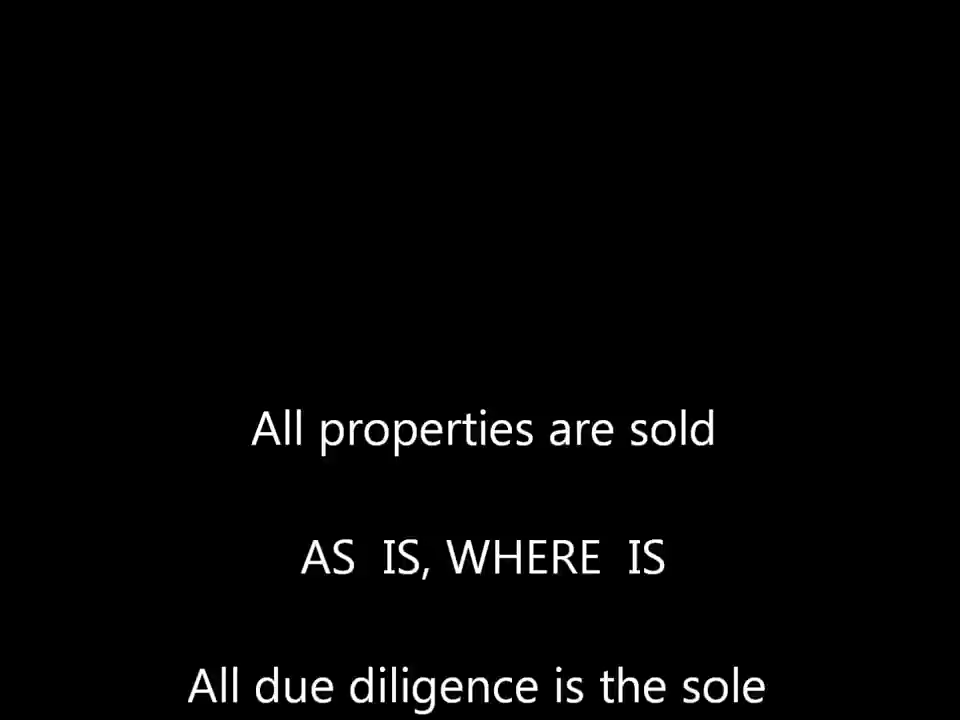 All properties are sold
AS  IS, WHERE  IS
All due diligence is the sole